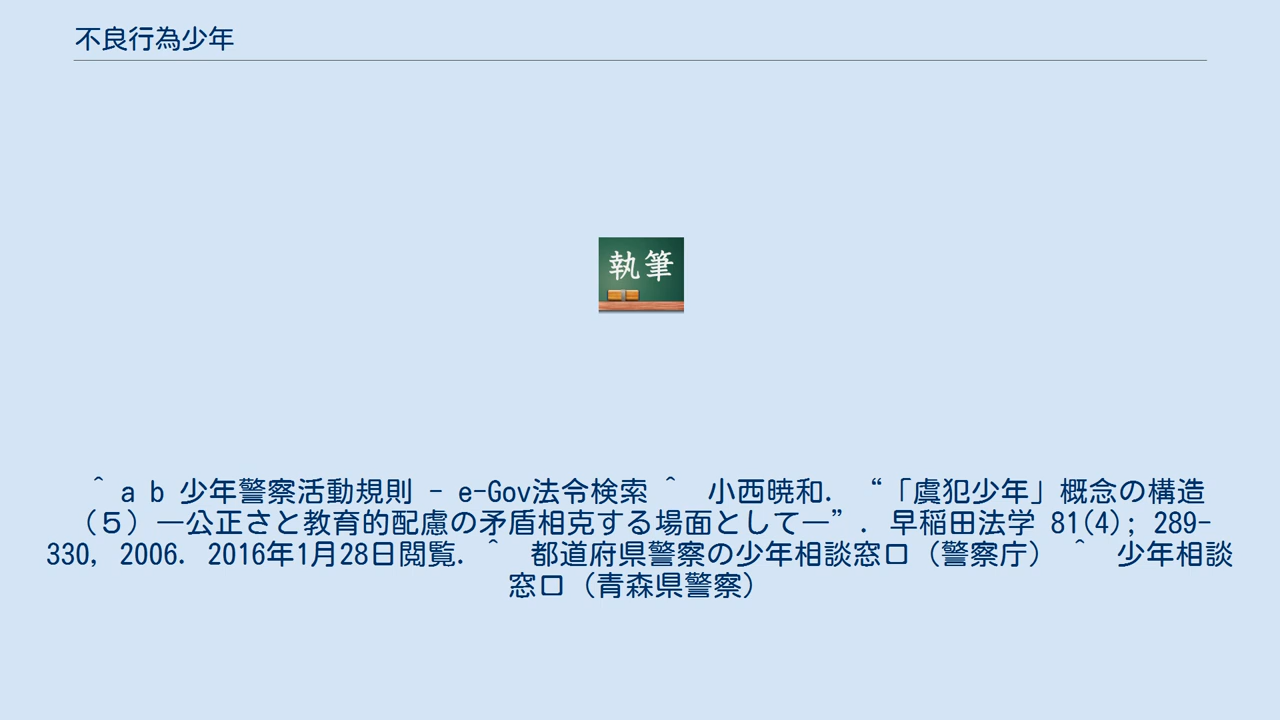 不良行為少年
執筆
^ a b 少年警察活動規則 - e-Gov法令検索 ^ 小西暁和. “「虞犯少年」概念の構造
（５）―公正さと教育的配慮の矛盾相克する場面として―”. 早稲田法学 81(4); 289-
330, 2006. 2016年1月28日閲覧. ^ 都道府県警察の少年相談窓口（警察庁） ^ 少年相談
窓口（青森県警察）